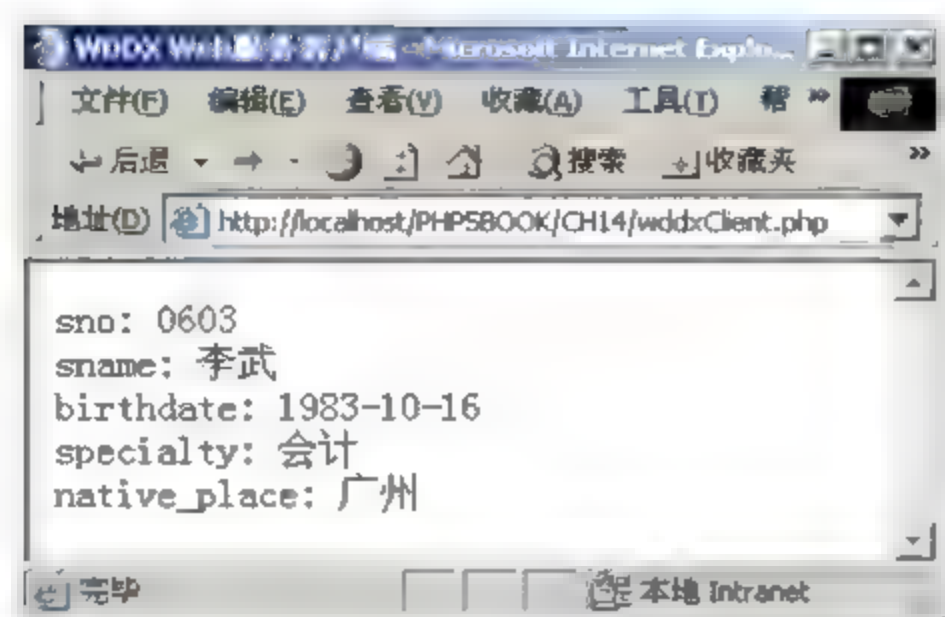 WDDX Web Microsoft Internet Explo...
文件(F) 编辑(E) 查看(V) 收藏(A) 工具(T) 帮 »
后退 搜索 收藏夹 »
地址(D) http://localhost/PHP5BOOK/CH14/wddxClient.php
sno: 0603
sname: 李武
birthdate: 1983-10-16
specialty: 会计
native_place: 广州
完毕 本地 Intranet